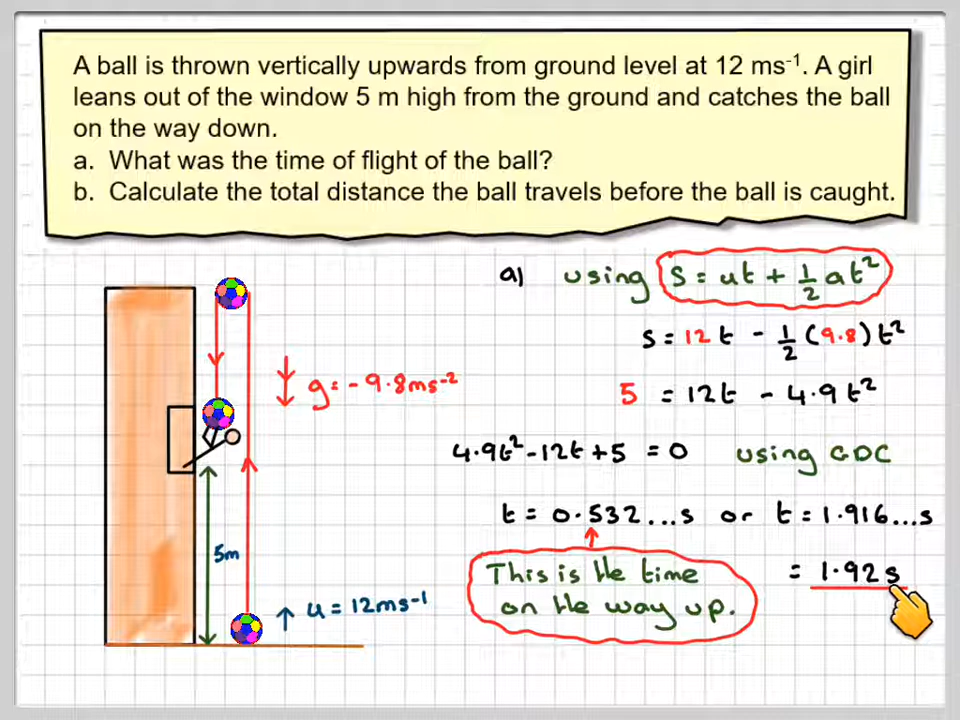 A ball is thrown vertically upwards from ground level at 12 ms⁻¹. A girl
leans out of the window 5 m high from the ground and catches the ball
on the way down.
a. What was the time of flight of the ball?
b. Calculate the total distance the ball travels before the ball is caught.
a) using s = ut + ½at²
s = 12t - ½(9.8)t²
g = -9.8ms⁻²
5 = 12t - 4.9t²
4.9t² - 12t + 5 = 0 using GDC
t = 0.532...s or t = 1.916...s
5m
This is the time
= 1.92s
on the way up.
↑ u = 12ms⁻¹